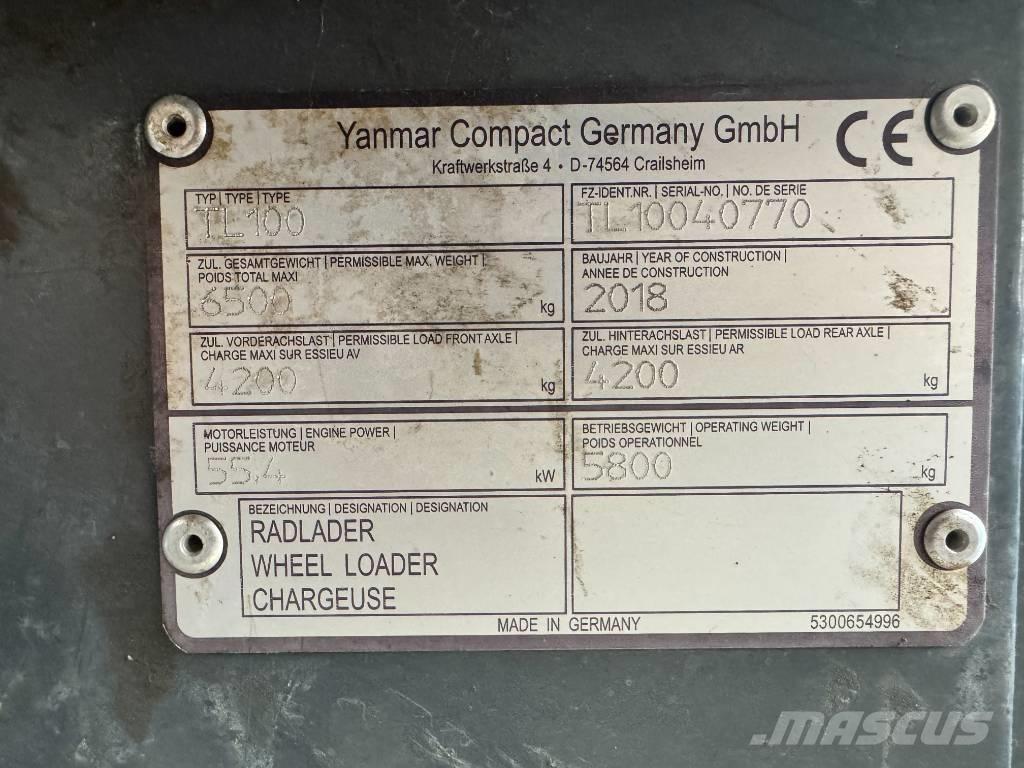 Yanmar Compact Germany GmbH
CE
Kraftwerkstraße 4 • D-74564 Crailsheim
TYP | TYPE | TYPE
TL100
FZ-IDENT.NR. | SERIAL-NO. | NO. DE SERIE
TL10040770
ZUL. GESAMTGEWICHT | PERMISSIBLE MAX. WEIGHT |
POIDS TOTAL MAXI
6500 kg
BAUJAHR | YEAR OF CONSTRUCTION |
ANNEE DE CONSTRUCTION
2018
ZUL. VORDERACHSLAST | PERMISSIBLE LOAD FRONT AXLE |
CHARGE MAXI SUR ESSIEU AV
4200 kg
ZUL. HINTERACHSLAST | PERMISSIBLE LOAD REAR AXLE |
CHARGE MAXI SUR ESSIEU AR
4200 kg
MOTORLEISTUNG | ENGINE POWER |
PUISSANCE MOTEUR
55,4 kW
BETRIEBSGEWICHT | OPERATING WEIGHT |
POIDS OPERATIONNEL
5800 kg
BEZEICHNUNG | DESIGNATION | DESIGNATION
RADLADER
WHEEL LOADER
CHARGEUSE
MADE IN GERMANY
5300654996
MASCUS